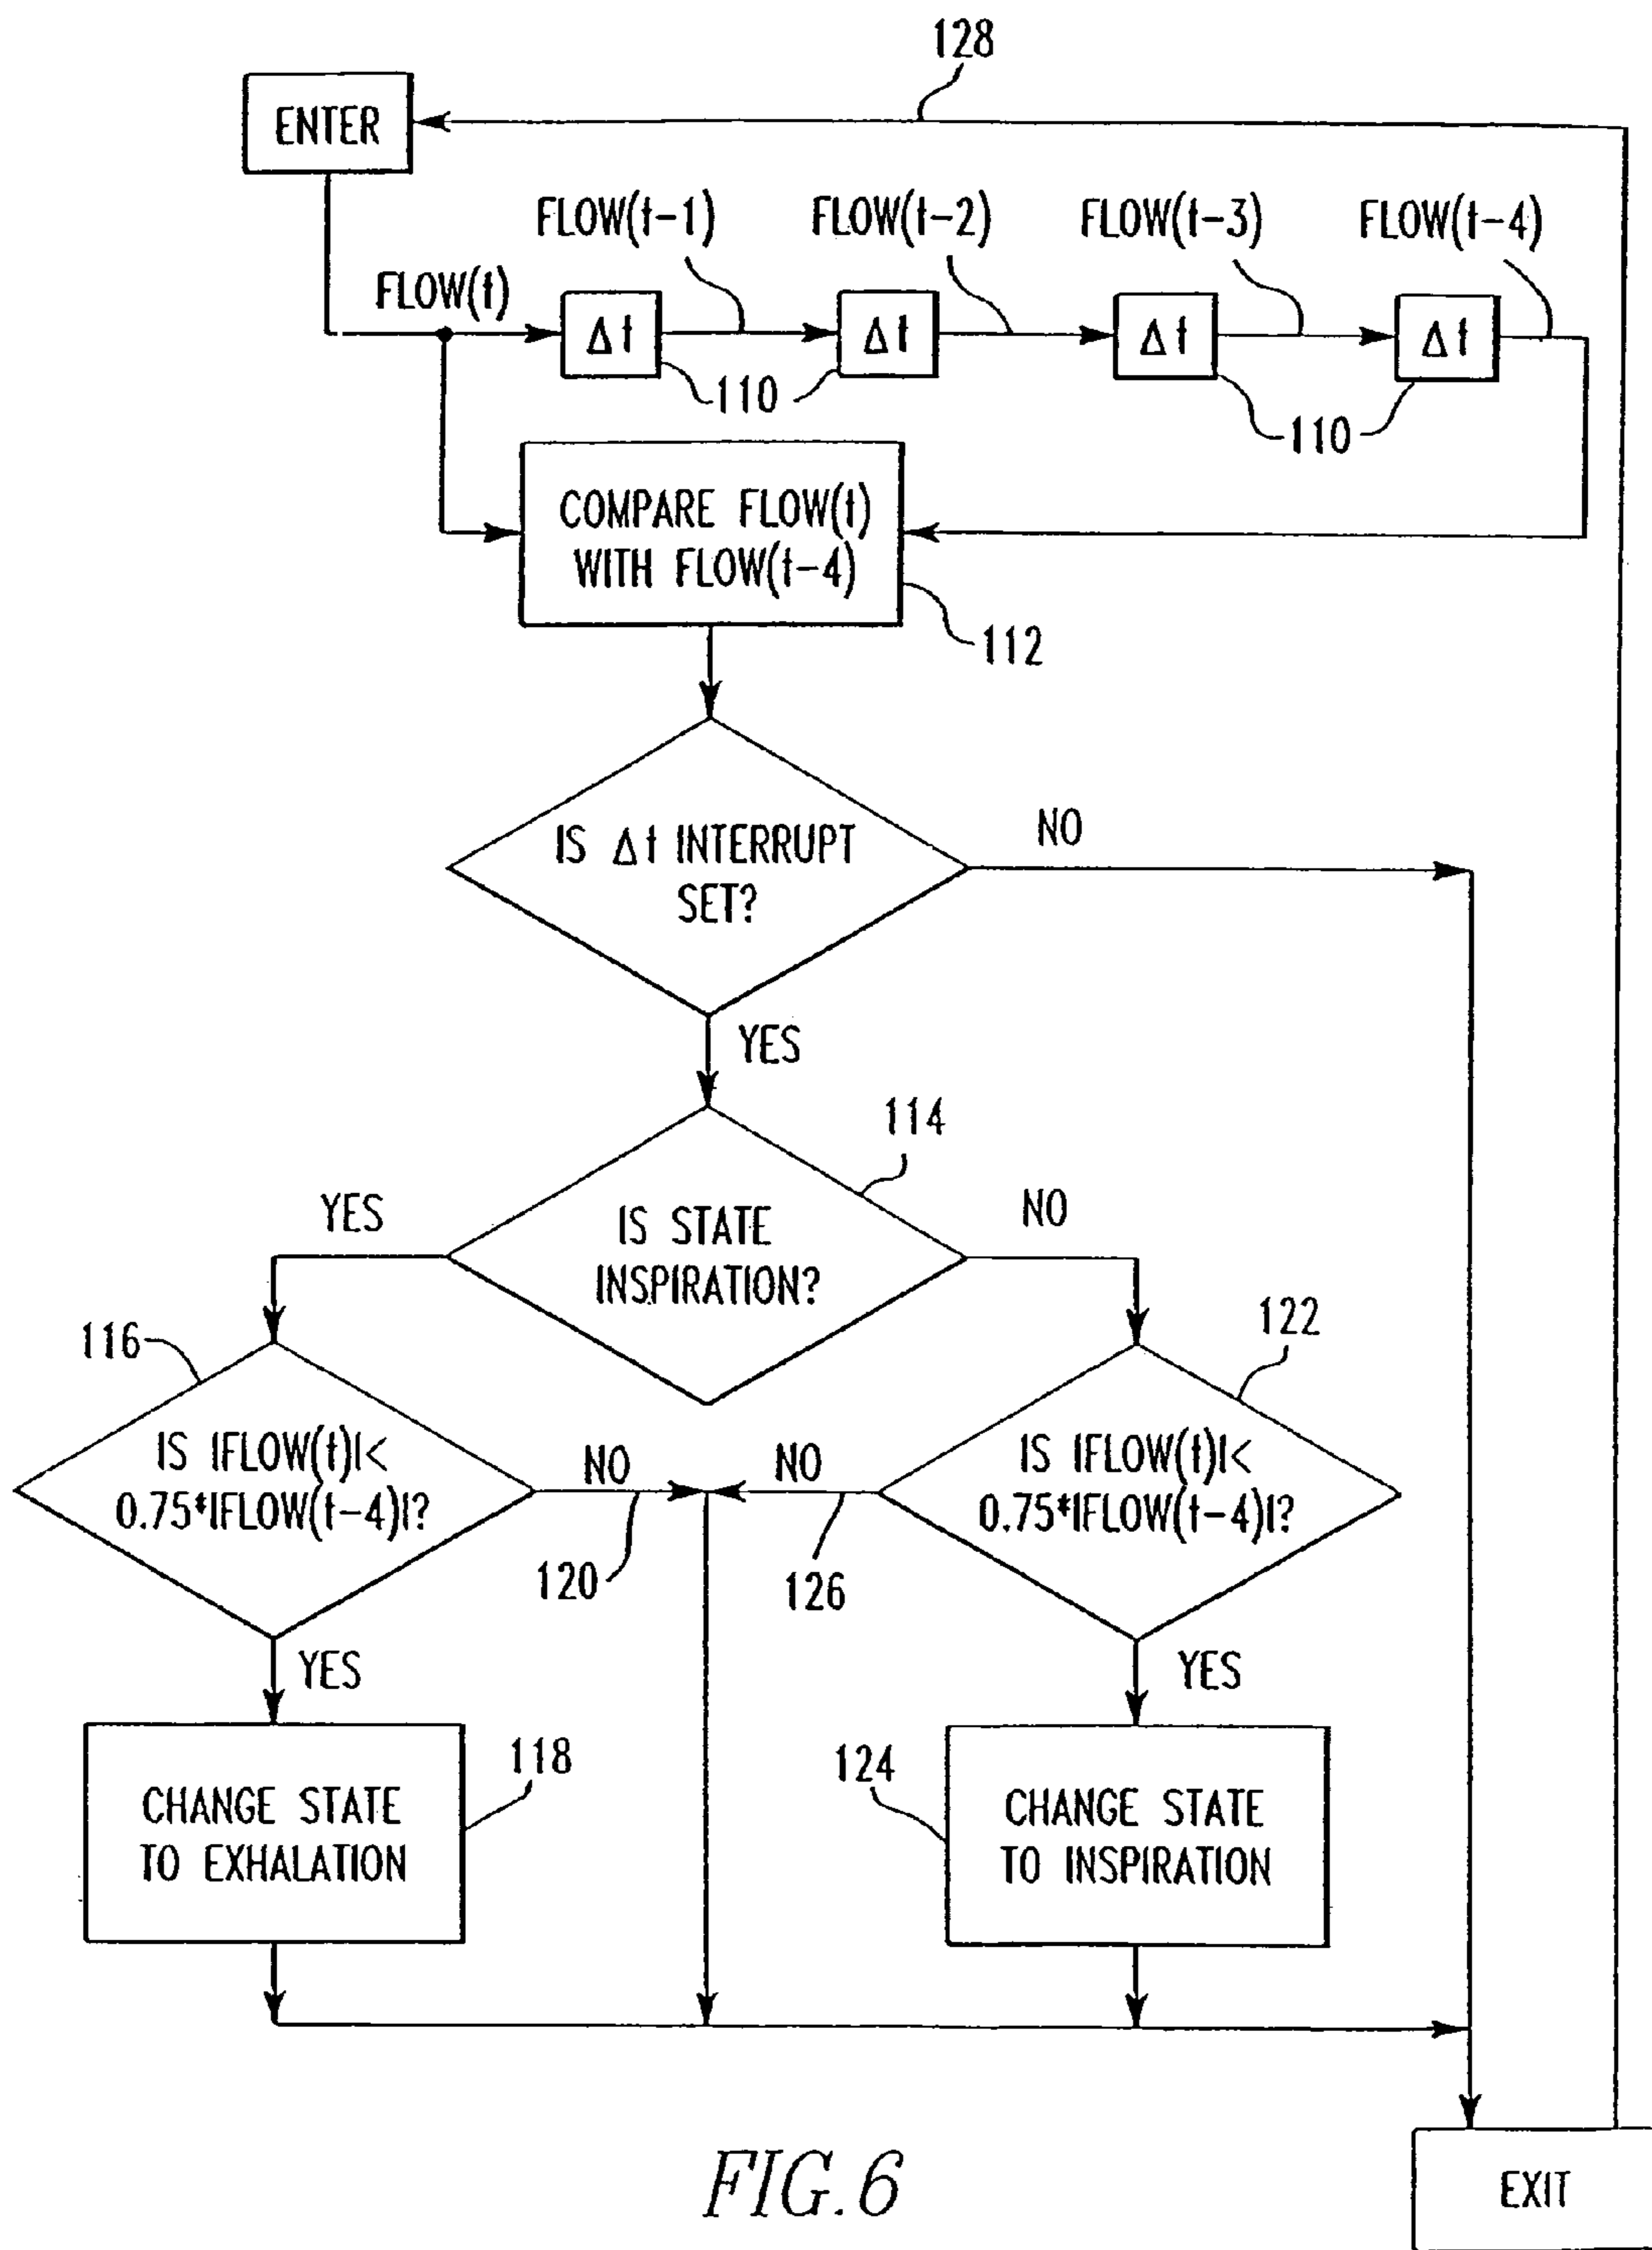 128
ENTER
FLOW(t-1)
FLOW(t-2)
FLOW(t-3)
FLOW(t-4)
FLOW(t)
Δt
Δt
Δt
Δt
110
110
COMPARE FLOW(t)
WITH FLOW(t-4)
112
IS Δt INTERRUPT
SET?
NO
YES
114
IS STATE
INSPIRATION?
YES
NO
116
122
IS |FLOW(t)|<
0.75*|FLOW(t-4)|?
NO
NO
IS |FLOW(t)|<
0.75*|FLOW(t-4)|?
120
126
YES
YES
CHANGE STATE
TO EXHALATION
118
124
CHANGE STATE
TO INSPIRATION
FIG.6
EXIT